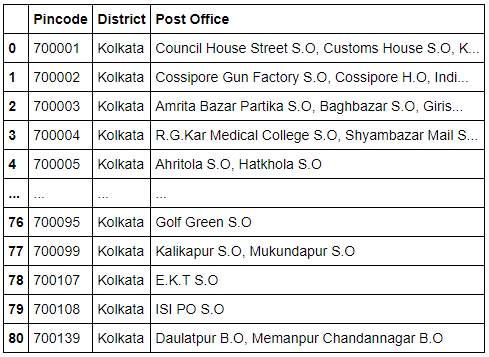 Pincode District Post Office
0 700001 Kolkata Council House Street S.O, Customs House S.O, K...
1 700002 Kolkata Cossipore Gun Factory S.O, Cossipore H.O, Indi...
2 700003 Kolkata Amrita Bazar Partika S.O, Baghbazar S.O, Giris...
3 700004 Kolkata R.G.Kar Medical College S.O, Shyambazar Mail S...
4 700005 Kolkata Ahritola S.O, Hatkhola S.O
... ... ... ...
76 700095 Kolkata Golf Green S.O
77 700099 Kolkata Kalikapur S.O, Mukundapur S.O
78 700107 Kolkata E.K.T S.O
79 700108 Kolkata ISI PO S.O
80 700139 Kolkata Daulatpur B.O, Memanpur Chandannagar B.O